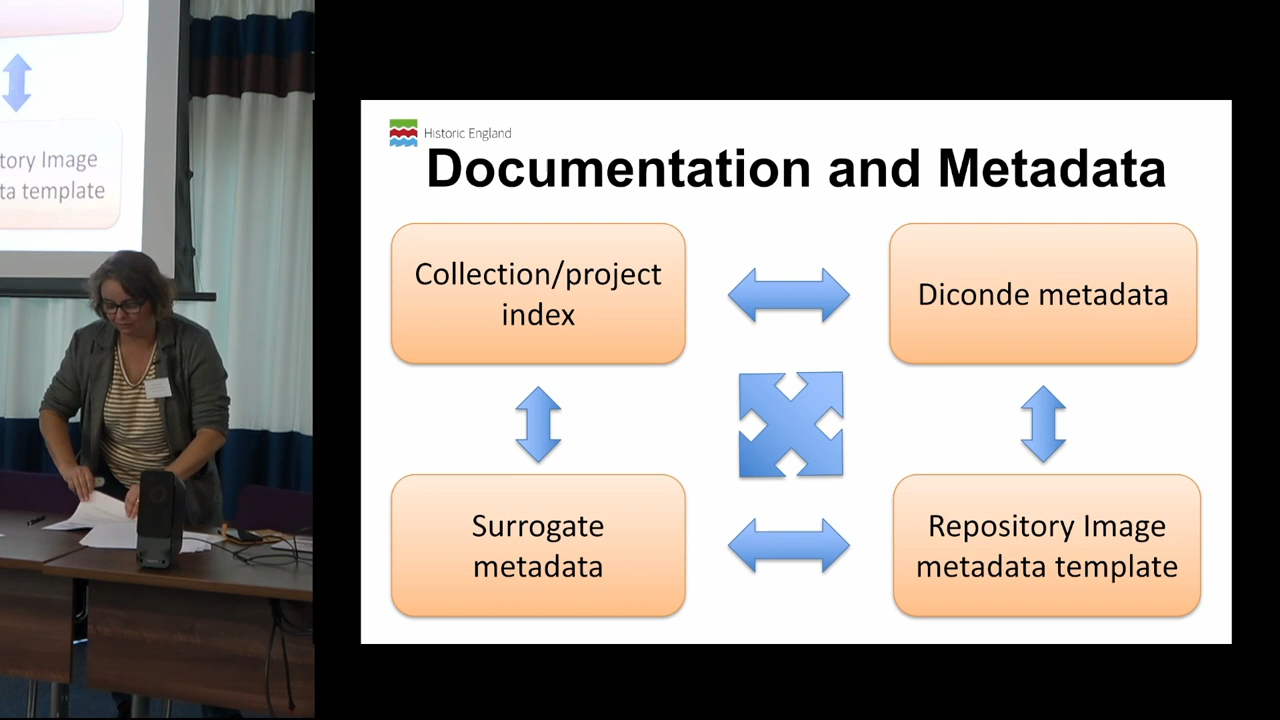 tory Image
ta template
Historic England
Documentation and Metadata
Collection/project
index
Diconde metadata
Surrogate
metadata
Repository Image
metadata template